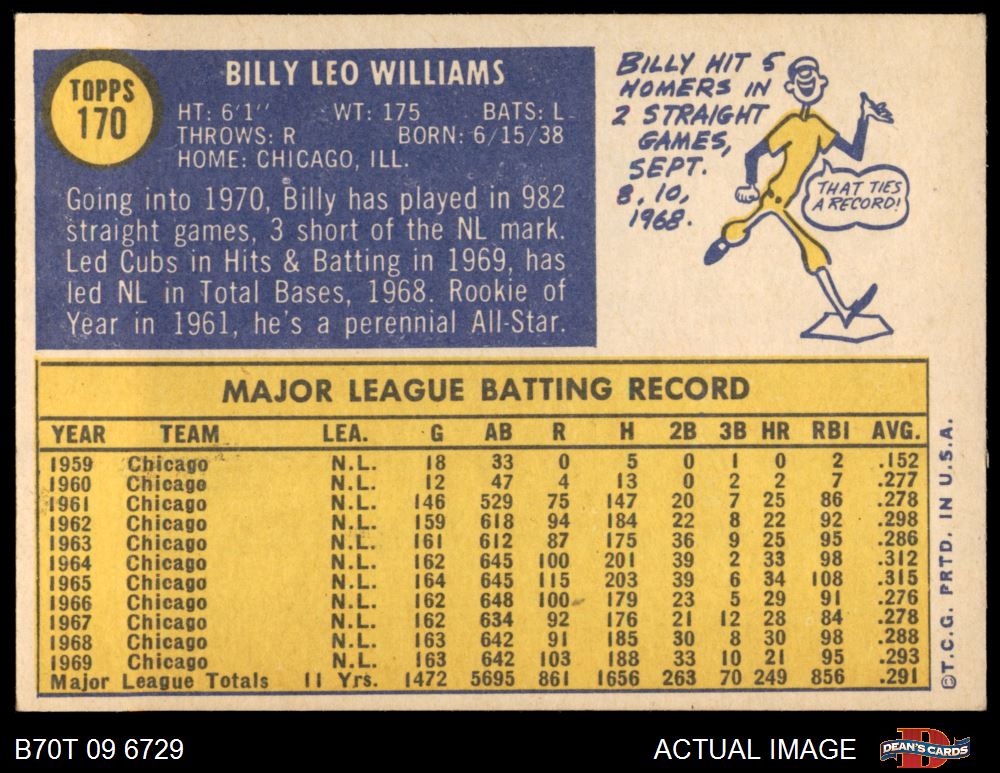 TOPPS
170
BILLY LEO WILLIAMS
HT: 6'1'' WT: 175 BATS: L
THROWS: R BORN: 6/15/38
HOME: CHICAGO, ILL.
Going into 1970, Billy has played in 982
straight games, 3 short of the NL mark.
Led Cubs in Hits & Batting in 1969, has
led NL in Total Bases, 1968. Rookie of
Year in 1961, he's a perennial All-Star.
BILLY HIT 5
HOMERS IN
2 STRAIGHT
GAMES,
SEPT.
8, 10,
1968.
THAT TIES
A RECORD!
MAJOR LEAGUE BATTING RECORD
YEAR TEAM LEA. G AB R H 2B 3B HR RBI AVG.
1959 Chicago N.L. 18 33 0 5 0 1 0 2 .152
1960 Chicago N.L. 12 47 4 13 0 2 2 7 .277
1961 Chicago N.L. 146 529 75 147 20 7 25 86 .278
1962 Chicago N.L. 159 618 94 184 22 8 22 92 .298
1963 Chicago N.L. 161 612 87 175 36 9 25 95 .286
1964 Chicago N.L. 162 645 100 201 39 2 33 98 .312
1965 Chicago N.L. 164 645 115 203 39 6 34 108 .315
1966 Chicago N.L. 162 648 100 179 23 5 29 91 .276
1967 Chicago N.L. 162 634 92 176 21 12 28 84 .278
1968 Chicago N.L. 163 642 91 185 30 8 30 98 .288
1969 Chicago N.L. 163 642 103 188 33 10 21 95 .293
Major League Totals 11 Yrs. 1472 5695 861 1656 263 70 249 856 .291
©T.C.G. PRTD. IN U.S.A.
B70T 09 6729
ACTUAL IMAGE
DEAN'S CARDS